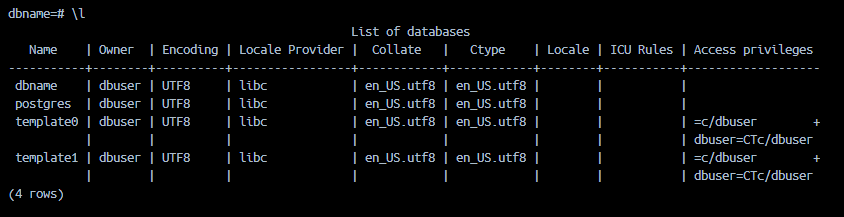 dbname=# \l
                                                 List of databases
   Name    | Owner  | Encoding | Locale Provider |  Collate   |   Ctype    | Locale | ICU Rules | Access privileges
-----------+--------+----------+-----------------+------------+------------+--------+-----------+-------------------
 dbname    | dbuser | UTF8     | libc            | en_US.utf8 | en_US.utf8 |        |           |
 postgres  | dbuser | UTF8     | libc            | en_US.utf8 | en_US.utf8 |        |           |
 template0 | dbuser | UTF8     | libc            | en_US.utf8 | en_US.utf8 |        |           | =c/dbuser        +
           |        |          |                 |            |            |        |           | dbuser=CTc/dbuser
 template1 | dbuser | UTF8     | libc            | en_US.utf8 | en_US.utf8 |        |           | =c/dbuser        +
           |        |          |                 |            |            |        |           | dbuser=CTc/dbuser
(4 rows)